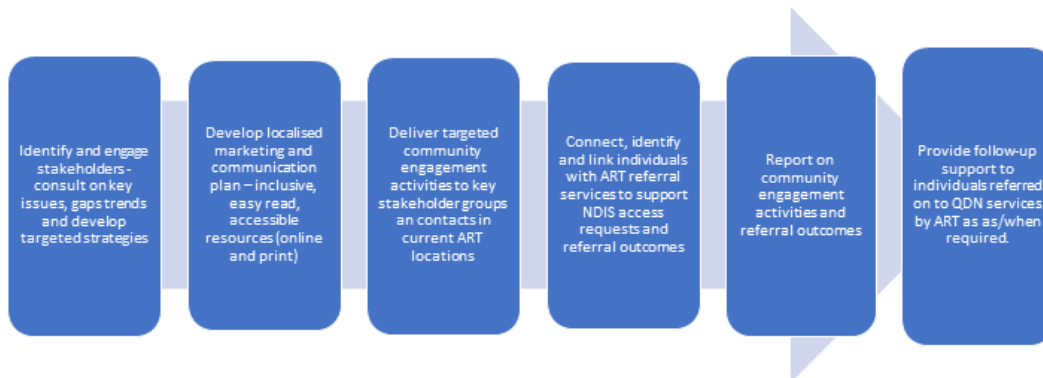 Identify and engage
stakeholders -
consult on key
issues, gaps trends
and develop
targeted strategies
Develop localised
marketing and
communication
plan – inclusive,
easy read,
accessible
resources (online
and print)
Deliver targeted
community
engagement
activities to key
stakeholder groups
an contacts in
current ART
locations
Connect, identify
and link individuals
with ART referral
services to support
NDIS access
requests and
referral outcomes
Report on
community
engagement
activities and
referral outcomes
Provide follow-up
support to
individuals referred
on to QDN services
by ART as as/when
required.